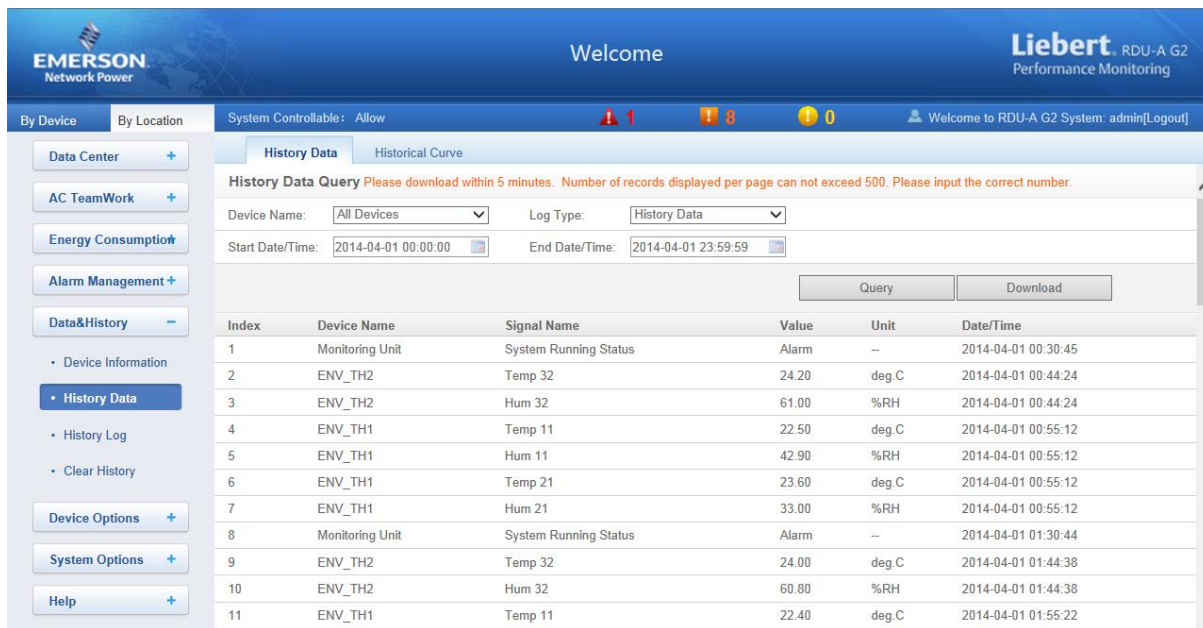 EMERSON
Network Power
Welcome
Liebert® RDU-A G2
Performance Monitoring
By Device By Location
System Controllable: Allow 1 8 0 Welcome to RDU-A G2 System: admin[Logout]
Data Center +
AC TeamWork +
Energy Consumption+
Alarm Management +
Data&History −
• Device Information
• History Data
• History Log
• Clear History
Device Options +
System Options +
Help +
History Data Historical Curve
History Data Query Please download within 5 minutes. Number of records displayed per page can not exceed 500. Please input the correct number.
Device Name: All Devices Log Type: History Data
Start Date/Time: 2014-04-01 00:00:00 End Date/Time: 2014-04-01 23:59:59
Query Download
Index Device Name Signal Name Value Unit Date/Time
1 Monitoring Unit System Running Status Alarm -- 2014-04-01 00:30:45
2 ENV_TH2 Temp 32 24.20 deg.C 2014-04-01 00:44:24
3 ENV_TH2 Hum 32 61.00 %RH 2014-04-01 00:44:24
4 ENV_TH1 Temp 11 22.50 deg.C 2014-04-01 00:55:12
5 ENV_TH1 Hum 11 42.90 %RH 2014-04-01 00:55:12
6 ENV_TH1 Temp 21 23.60 deg.C 2014-04-01 00:55:12
7 ENV_TH1 Hum 21 33.00 %RH 2014-04-01 00:55:12
8 Monitoring Unit System Running Status Alarm -- 2014-04-01 01:30:44
9 ENV_TH2 Temp 32 24.00 deg.C 2014-04-01 01:44:38
10 ENV_TH2 Hum 32 60.80 %RH 2014-04-01 01:44:38
11 ENV_TH1 Temp 11 22.40 deg.C 2014-04-01 01:55:22